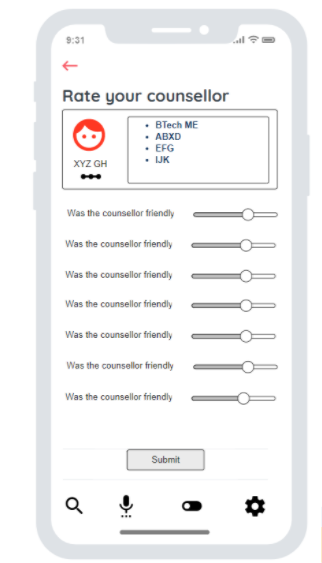 9:31
Rate your counsellor
BTech ME
ABXD
EFG
IJK
XYZ GH
Was the counsellor friendly
Was the counsellor friendly
Was the counsellor friendly
Was the counsellor friendly
Was the counsellor friendly
Was the counsellor friendly
Was the counsellor friendly
Submit